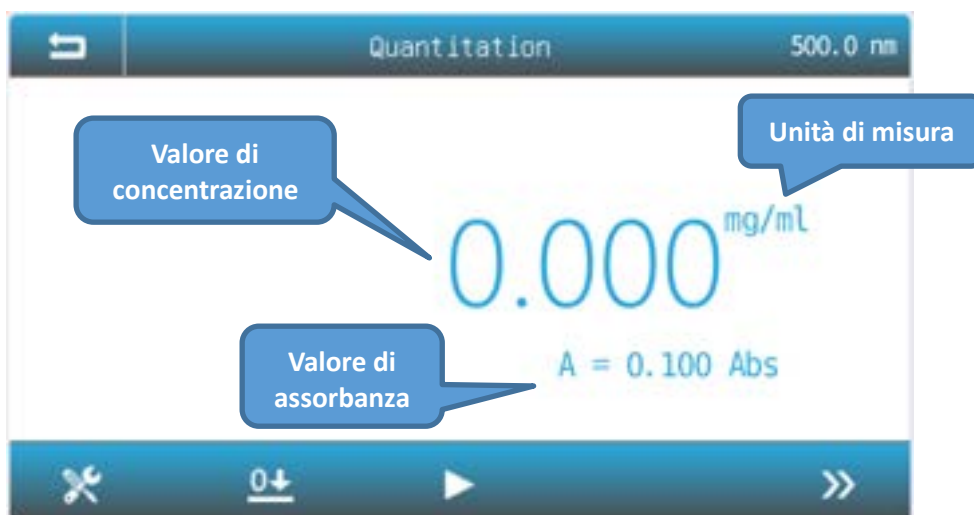 Quantitation 500.0 nm
Unità di misura
Valore di
concentrazione
0.000 mg/ml
Valore di
assorbanza
A = 0.100 Abs
0